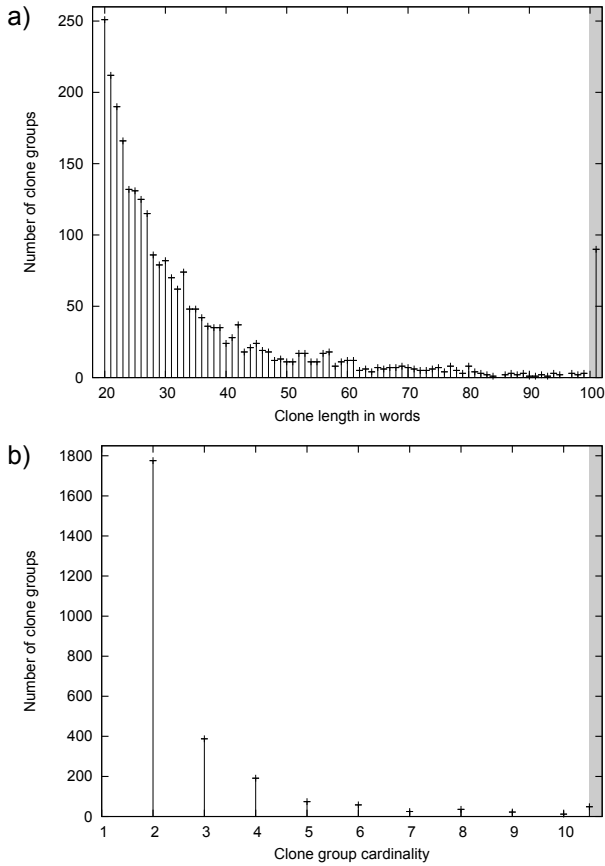 a)
Number of clone groups
250
200
150
100
50
0
20 30 40 50 60 70 80 90 100
Clone length in words
b)
Number of clone groups
1800
1600
1400
1200
1000
800
600
400
200
0
1 2 3 4 5 6 7 8 9 10
Clone group cardinality